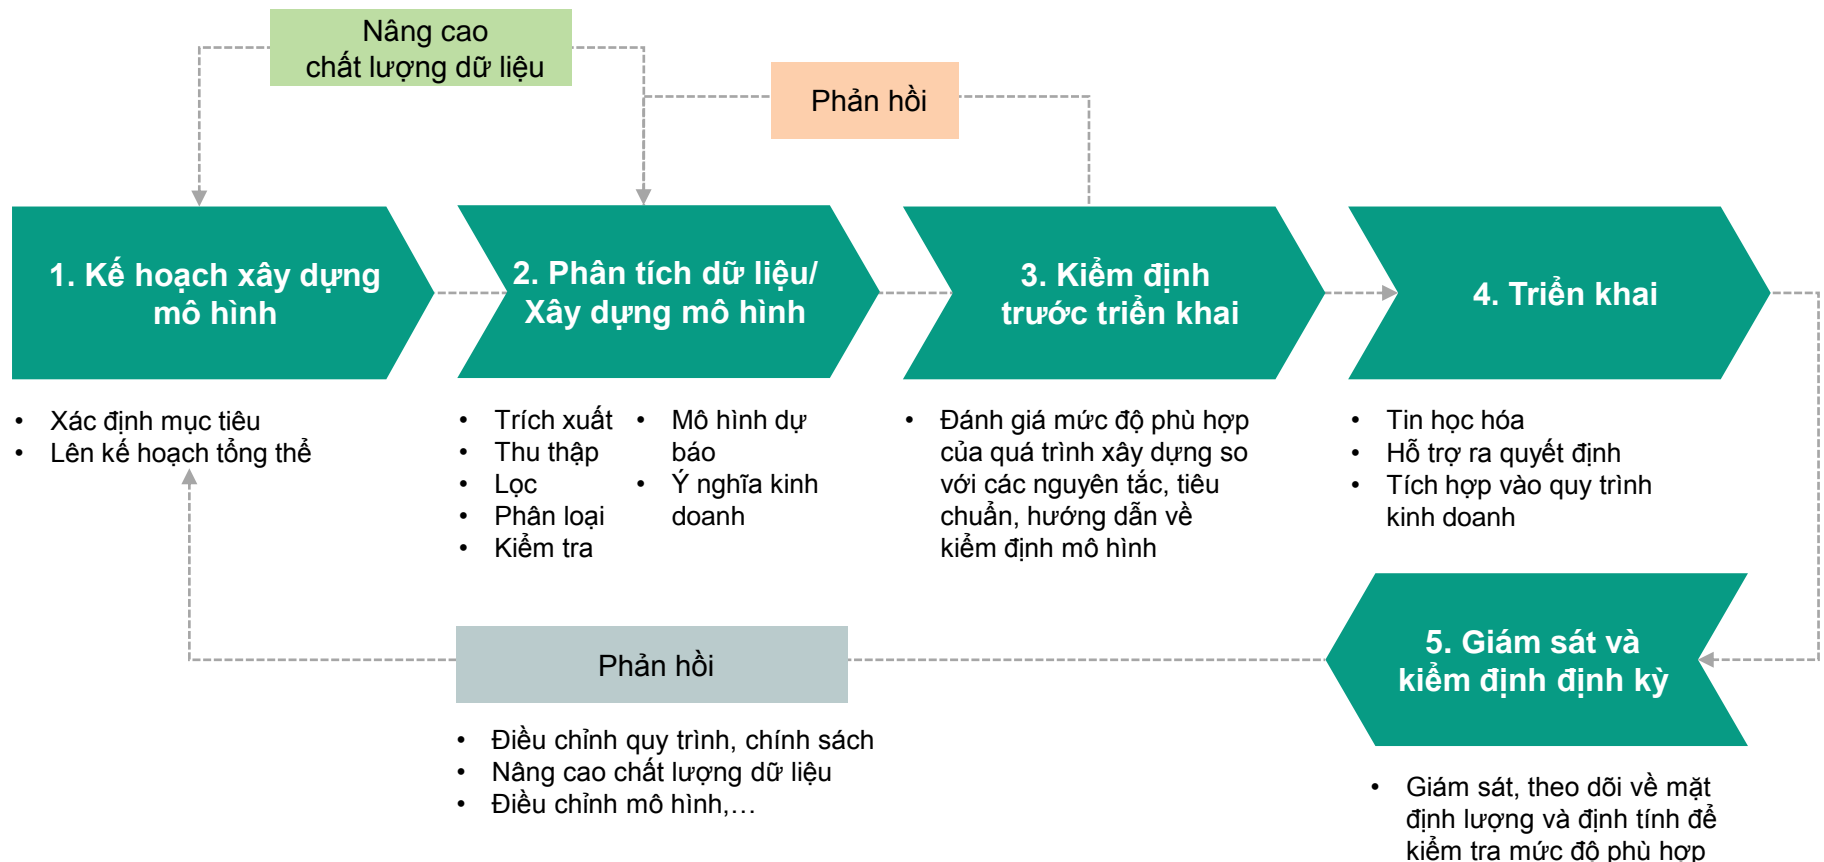 Nâng cao
chất lượng dữ liệu
Phản hồi
1. Kế hoạch xây dựng
mô hình
2. Phân tích dữ liệu/
Xây dựng mô hình
3. Kiểm định
trước triển khai
4. Triển khai
• Xác định mục tiêu
• Lên kế hoạch tổng thể
• Trích xuất
• Thu thập
• Lọc
• Phân loại
• Kiểm tra
• Mô hình dự
báo
• Ý nghĩa kinh
doanh
• Đánh giá mức độ phù hợp
của quá trình xây dựng so
với các nguyên tắc, tiêu
chuẩn, hướng dẫn về
kiểm định mô hình
• Tin học hóa
• Hỗ trợ ra quyết định
• Tích hợp vào quy trình
kinh doanh
5. Giám sát và
kiểm định định kỳ
Phản hồi
• Điều chỉnh quy trình, chính sách
• Nâng cao chất lượng dữ liệu
• Điều chỉnh mô hình,…
• Giám sát, theo dõi về mặt
định lượng và định tính để
kiểm tra mức độ phù hợp